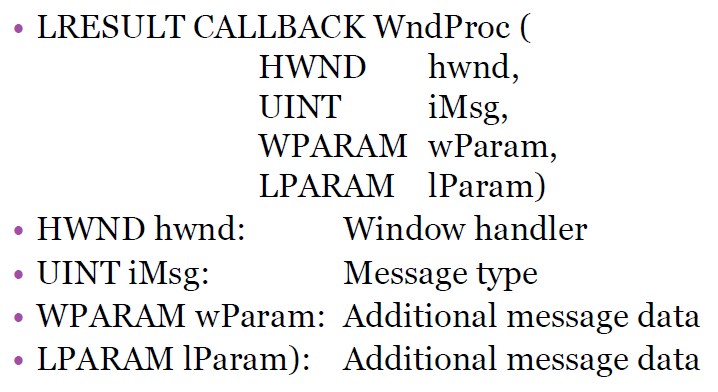 • LRESULT CALLBACK WndProc (
HWND hwnd,
UINT iMsg,
WPARAM wParam,
LPARAM lParam)
• HWND hwnd: Window handler
• UINT iMsg: Message type
• WPARAM wParam: Additional message data
• LPARAM lParam): Additional message data